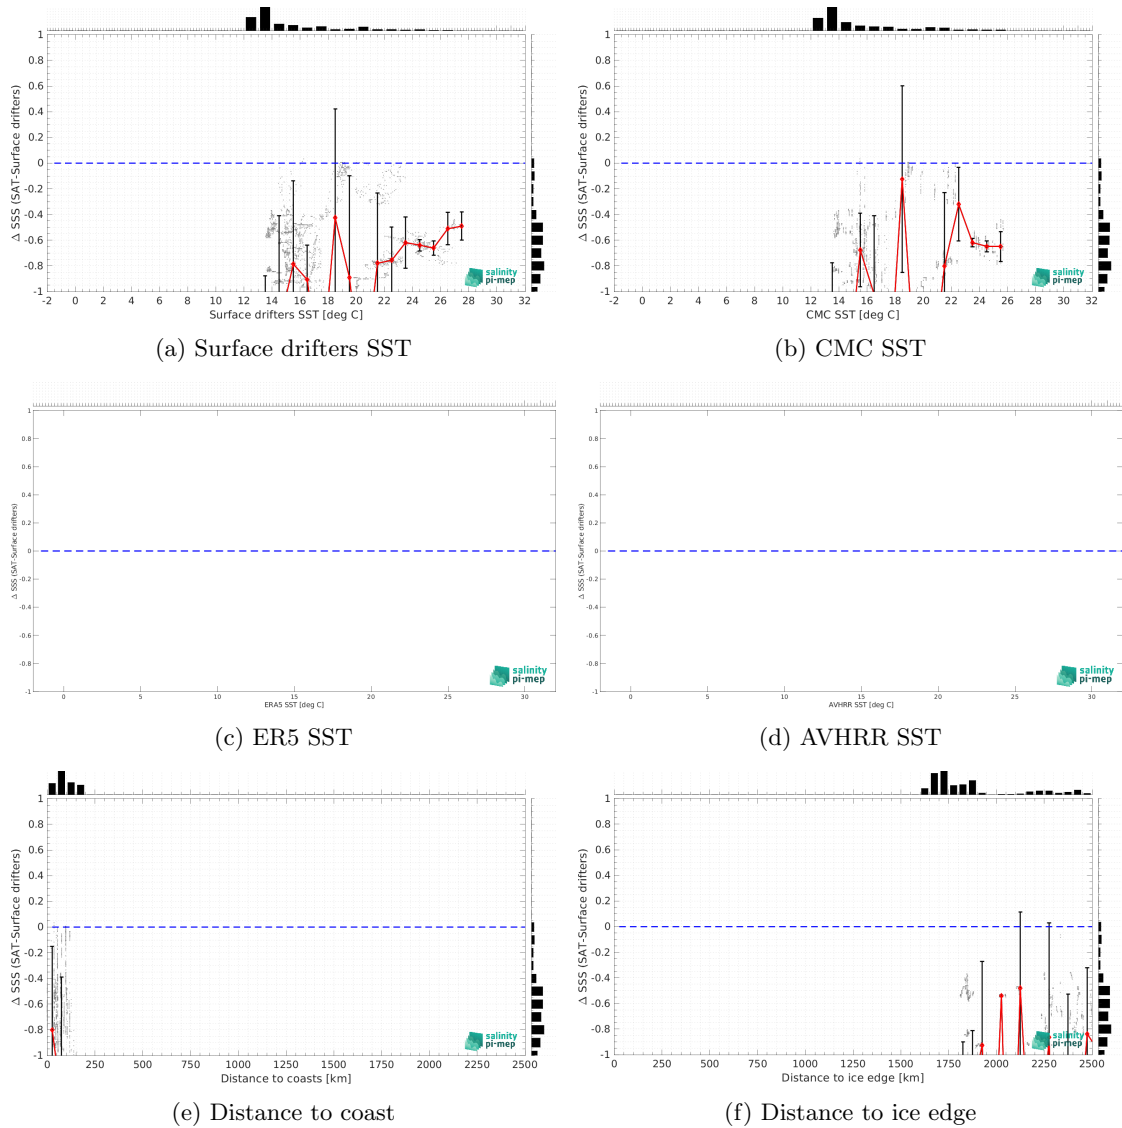 1
0.8
0.6
0.4
0.2
0
-0.2
-0.4
-0.6
-0.8
-1
Δ SSS (SAT-Surface drifters)
salinity
pi-mep
-2 0 2 4 6 8 10 12 14 16 18 20 22 24 26 28 30 32
Surface drifters SST [deg C]
(a) Surface drifters SST
1
0.8
0.6
0.4
0.2
0
-0.2
-0.4
-0.6
-0.8
-1
Δ SSS (SAT-Surface drifters)
salinity
pi-mep
-2 0 2 4 6 8 10 12 14 16 18 20 22 24 26 28 30 32
CMC SST [deg C]
(b) CMC SST
1
0.8
0.6
0.4
0.2
0
-0.2
-0.4
-0.6
-0.8
-1
Δ SSS (SAT-Surface drifters)
salinity
pi-mep
0 5 10 15 20 25 30
ERA5 SST [deg C]
(c) ER5 SST
1
0.8
0.6
0.4
0.2
0
-0.2
-0.4
-0.6
-0.8
-1
Δ SSS (SAT-Surface drifters)
salinity
pi-mep
0 5 10 15 20 25 30
AVHRR SST [deg C]
(d) AVHRR SST
1
0.8
0.6
0.4
0.2
0
-0.2
-0.4
-0.6
-0.8
-1
Δ SSS (SAT-Surface drifters)
salinity
pi-mep
0 250 500 750 1000 1250 1500 1750 2000 2250 2500
Distance to coasts [km]
(e) Distance to coast
1
0.8
0.6
0.4
0.2
0
-0.2
-0.4
-0.6
-0.8
-1
Δ SSS (SAT-Surface drifters)
salinity
pi-mep
0 250 500 750 1000 1250 1500 1750 2000 2250 2500
Distance to ice edge [km]
(f) Distance to ice edge